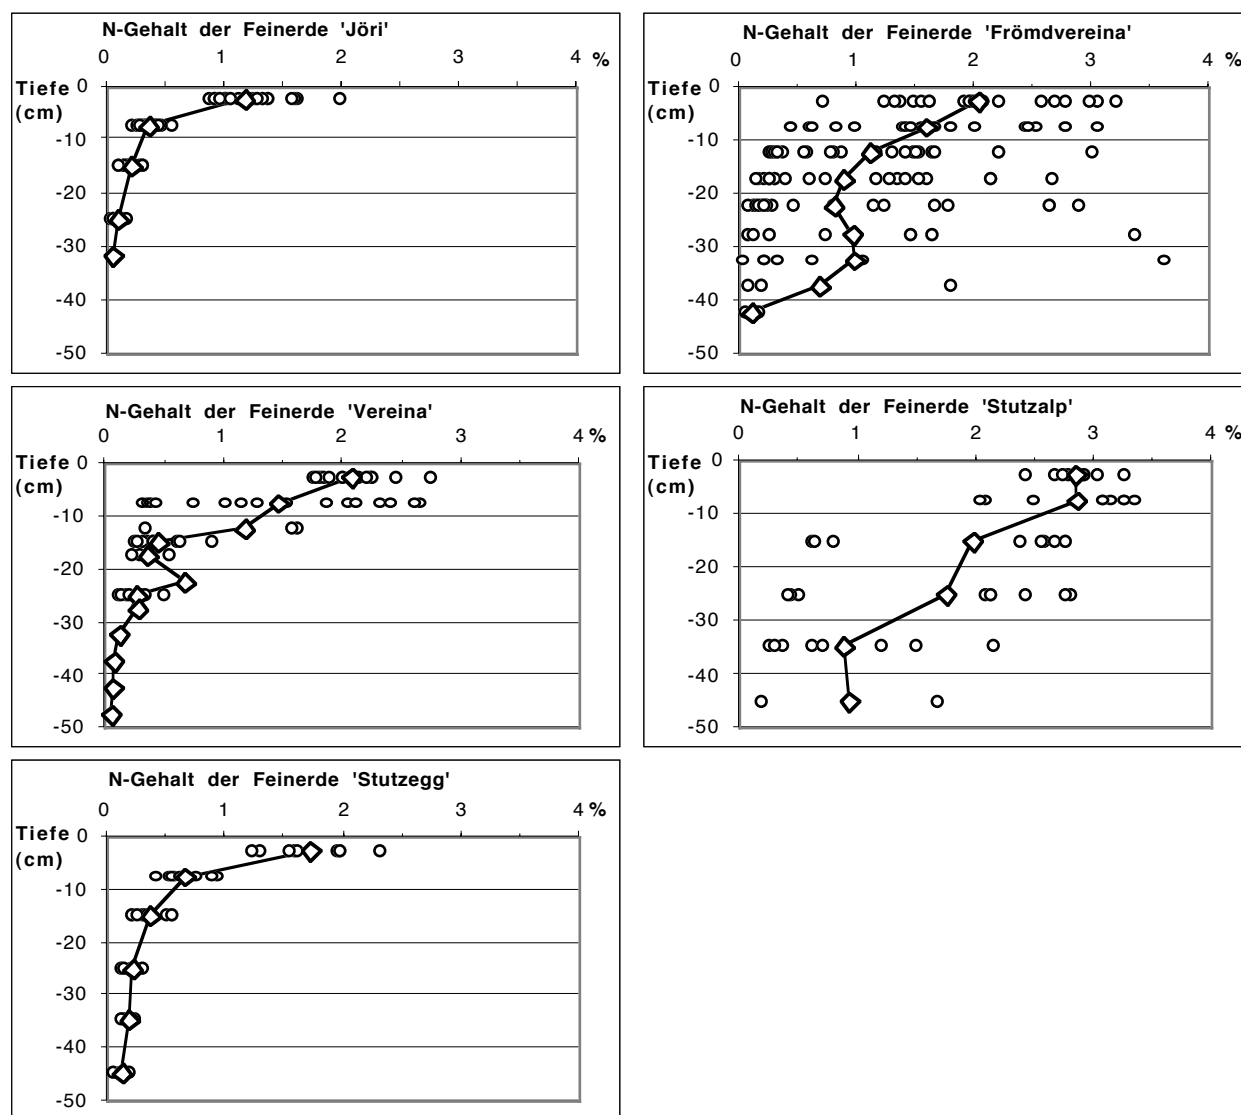 N-Gehalt der Feinerde 'Jöri'
0 1 2 3 4 %
Tiefe
(cm)
0
-10
-20
-30
-40
-50
N-Gehalt der Feinerde 'Frömdvereina'
0 1 2 3 4 %
Tiefe
(cm)
0
-10
-20
-30
-40
-50
N-Gehalt der Feinerde 'Vereina'
0 1 2 3 4 %
Tiefe
(cm)
0
-10
-20
-30
-40
-50
N-Gehalt der Feinerde 'Stutzalp'
0 1 2 3 4 %
Tiefe
(cm)
0
-10
-20
-30
-40
-50
N-Gehalt der Feinerde 'Stutzegg'
0 1 2 3 4 %
Tiefe
(cm)
0
-10
-20
-30
-40
-50